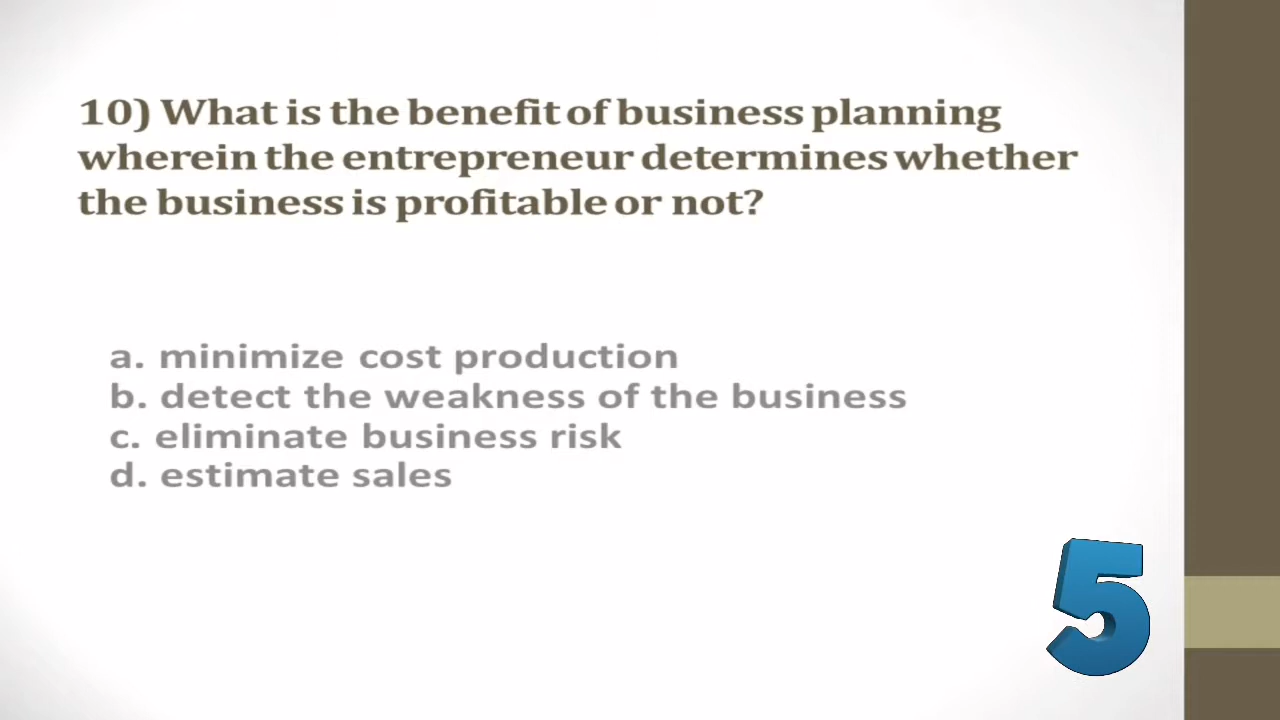 10) What is the benefit of business planning
wherein the entrepreneur determines whether
the business is profitable or not?
a. minimize cost production
b. detect the weakness of the business
c. eliminate business risk
d. estimate sales
5